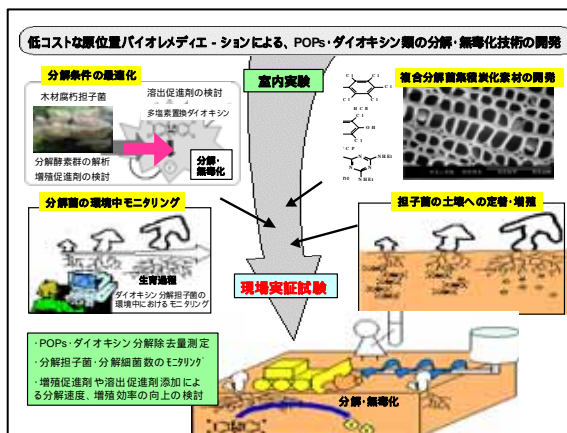 低コストな原位置バイオレメディエ-ションによる、POPs・ダイオキシン類の分解・無毒化技術の開発
分解条件の最適化
木材腐朽担子菌
溶出促進剤の検討
多塩素置換ダイオキシン
分解酵素群の解析
増殖促進剤の検討
分解・
無毒化
室内実験
複合分解菌集積炭化素材の開発
Cl
Cl
Cl
Cl
Cl
Cl
HCB
OH
PCP
NHEt
分解菌の環境中モニタリング
生育過程
ダイオキシン分解担子菌の
環境中におけるモニタリング
担子菌の土壌への定着・増殖
現場実証試験
・POPs・ダイオキシン分解除去量測定
・分解担子菌・分解細菌数のモニタリング
・増殖促進剤や溶出促進剤添加によ
る分解速度、増殖効率の向上の検討
分解・無毒化